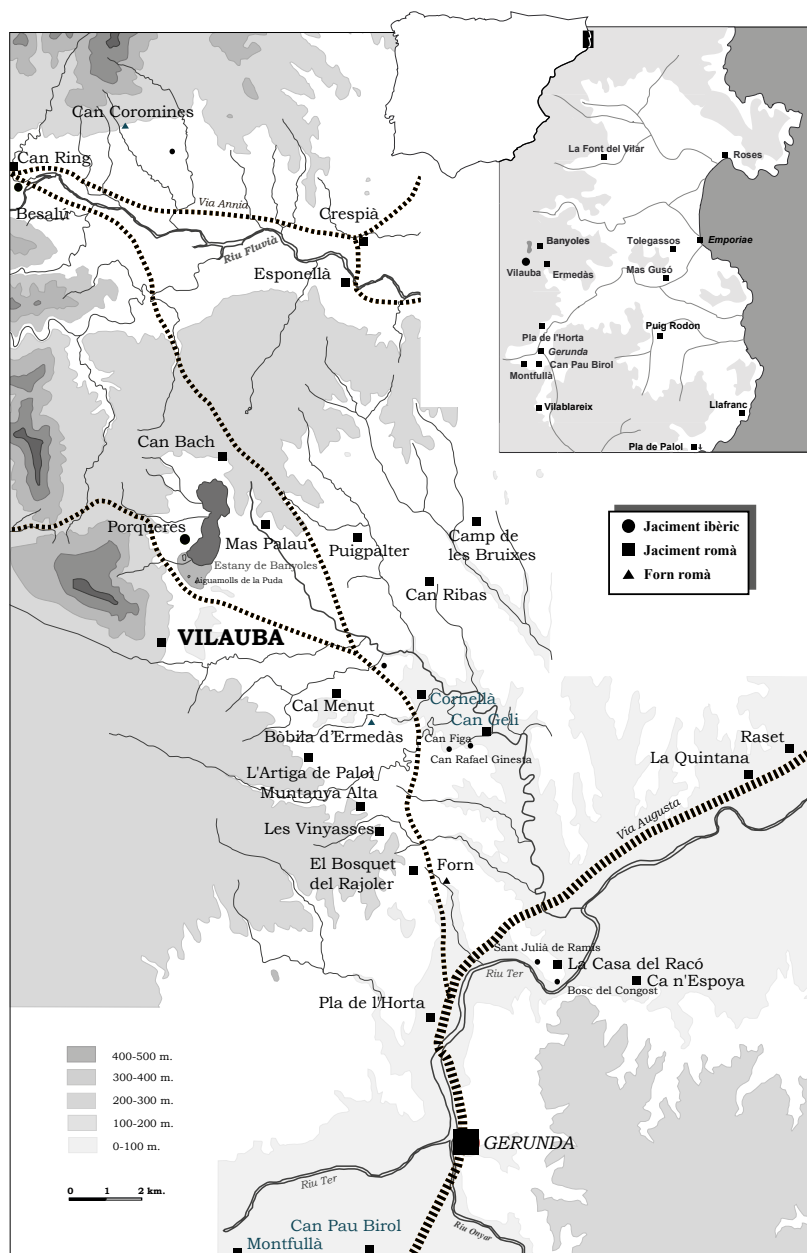 Can Coromines
Can Ring
Besalú
Via Annia
Crespià
Riu Fluvià
Esponellà
Can Bach
Porqueres
Mas Palau
Estany de Banyoles
Aiguamolls de la Puda
Puigpalter
Camp de
les Bruixes
Can Ribas
VILAUBA
Cal Menut
Cornellà
Can Geli
Bòbila d'Ermedàs
Can Figa
Can Rafael Ginesta
L'Artiga de Palol
Muntanya Alta
Les Vinyasses
El Bosquet
del Rajoler
Forn
Raset
La Quintana
Via Augusta
Sant Julià de Ramis
La Casa del Racó
Riu Ter
Bosc del Congost
Ca n'Espoya
Pla de l'Horta
GERUNDA
Riu Ter
Riu Onyar
Can Pau Birol
Montfullà
400-500 m.
300-400 m.
200-300 m.
100-200 m.
0-100 m.
0 1 2 km.
La Font del Vilar
Roses
Banyoles
Tolegassos
Emporiae
Vilauba
Ermedàs
Mas Gusó
Pla de l'Horta
Puig Rodon
Gerunda
Can Pau Birol
Montfullà
Vilablareix
Llafranc
Pla de Palol
Jaciment ibèric
Jaciment romà
Forn romà